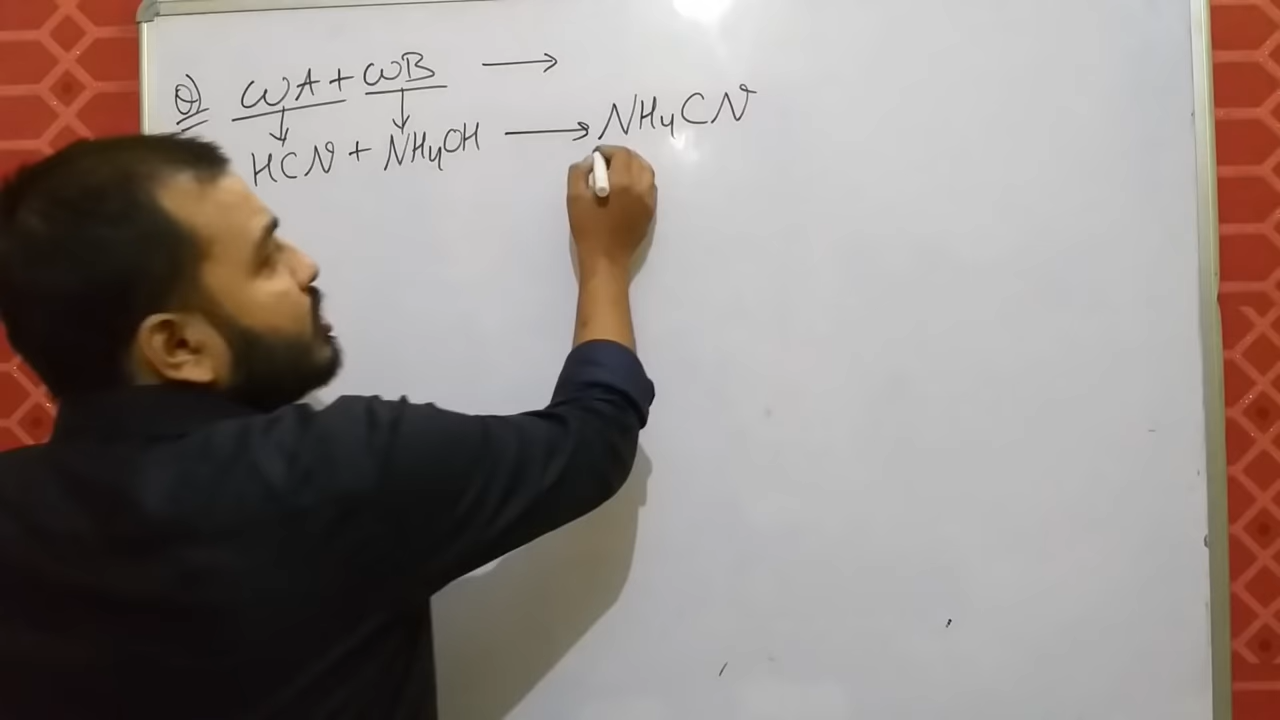 Q) WA + WB →
HCN + NH4OH → NH4CN